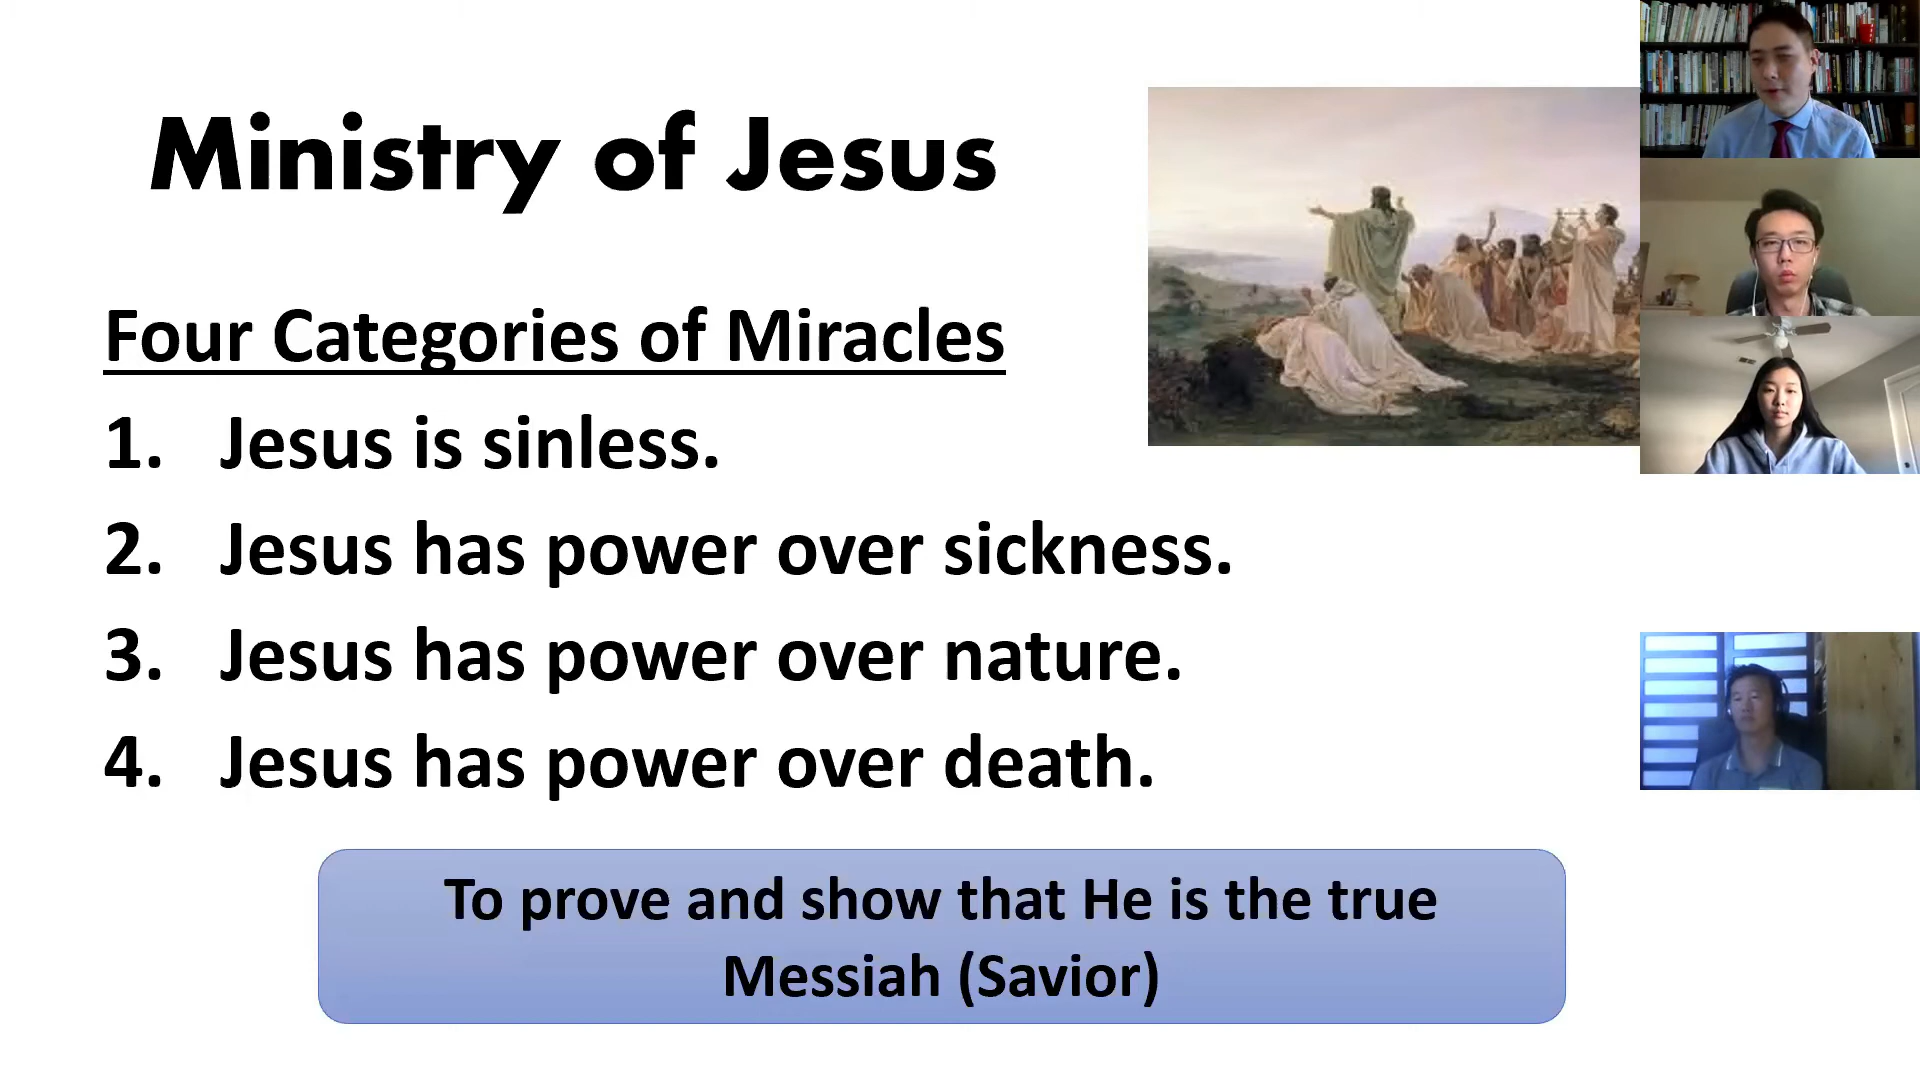 Ministry of Jesus
Four Categories of Miracles
1. Jesus is sinless.
2. Jesus has power over sickness.
3. Jesus has power over nature.
4. Jesus has power over death.
To prove and show that He is the true
Messiah (Savior)